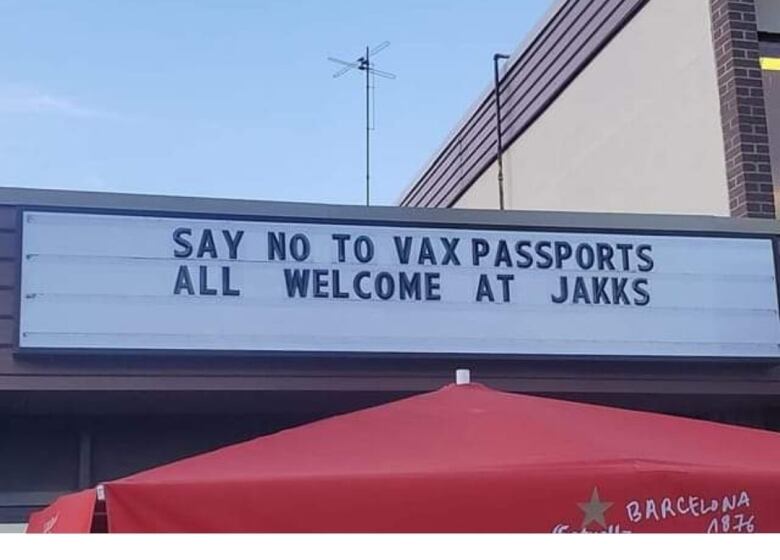 SAY NO TO VAX PASSPORTS
ALL WELCOME AT JAKKS
BARCELONA
1876